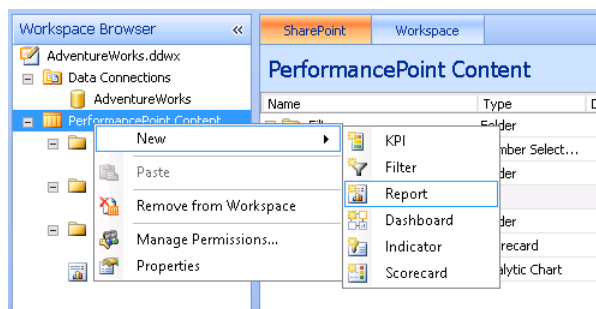 Workspace Browser «
SharePoint Workspace
AdventureWorks.ddwx
Data Connections
AdventureWorks
PerformancePoint Content
PerformancePoint Content
Name Type D
New
Paste
Remove from Workspace
Manage Permissions...
Properties
KPI
Filter
Report
Dashboard
Indicator
Scorecard
Folder
mber Select...
der
der
recard
alytic Chart